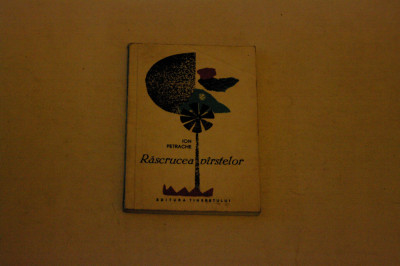 ION
PETRACHE
Răscrucea vîrstelor
EDITURA TINERETULUI